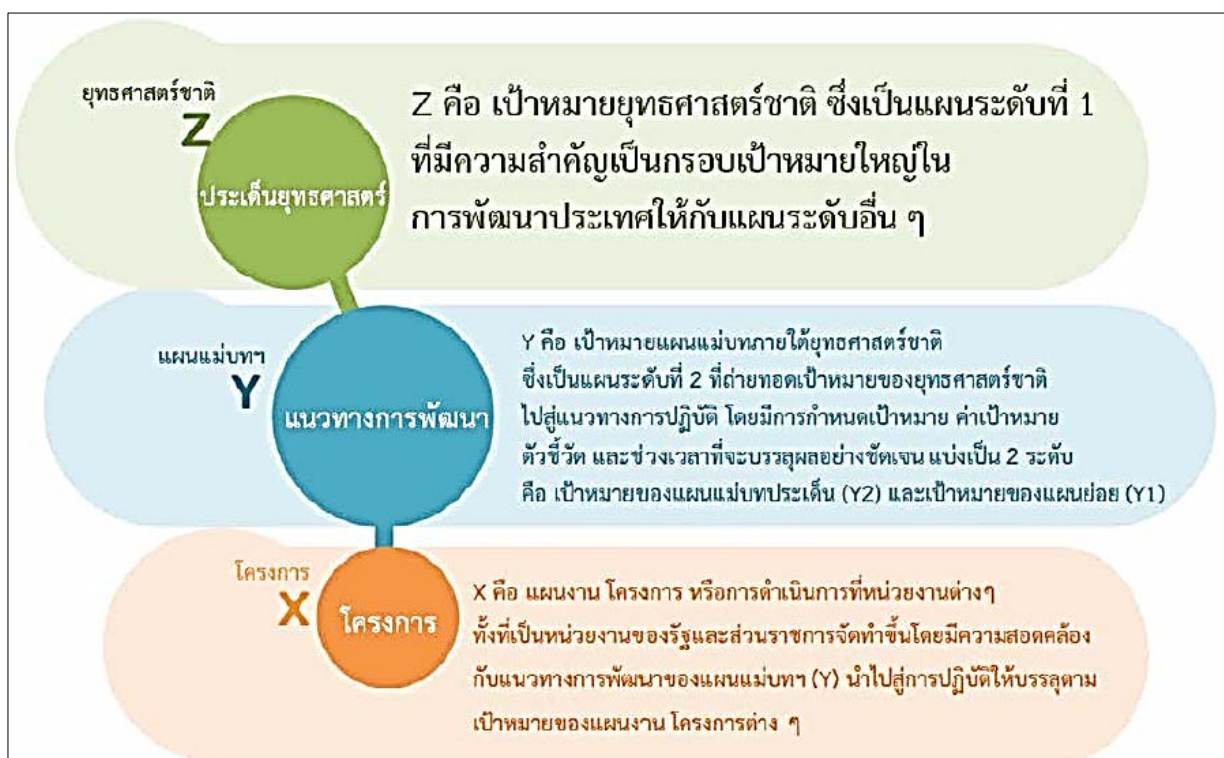 ยุทธศาสตร์ชาติ
Z
ประเด็นยุทธศาสตร์
Z คือ เป้าหมายยุทธศาสตร์ชาติ ซึ่งเป็นแผนระดับที่ 1
ที่มีความสำคัญเป็นกรอบเป้าหมายใหญ่ใน
การพัฒนาประเทศให้กับแผนระดับอื่น ๆ
แผนแม่บทฯ
Y
แนวทางการพัฒนา
Y คือ เป้าหมายแผนแม่บทภายใต้ยุทธศาสตร์ชาติ
ซึ่งเป็นแผนระดับที่ 2 ที่ถ่ายทอดเป้าหมายของยุทธศาสตร์ชาติ
ไปสู่แนวทางการปฏิบัติ โดยมีการกำหนดเป้าหมาย ค่าเป้าหมาย
ตัวชี้วัด และช่วงเวลาที่จะบรรลุผลอย่างชัดเจน แบ่งเป็น 2 ระดับ
คือ เป้าหมายของแผนแม่บทประเด็น (Y2) และเป้าหมายของแผนย่อย (Y1)
โครงการ
X
โครงการ
X คือ แผนงาน โครงการ หรือการดำเนินการที่หน่วยงานต่างๆ
ทั้งที่เป็นหน่วยงานของรัฐและส่วนราชการจัดทำขึ้นโดยมีความสอดคล้อง
กับแนวทางการพัฒนาของแผนแม่บทฯ (Y) นำไปสู่การปฏิบัติให้บรรลุตาม
เป้าหมายของแผนงาน โครงการต่าง ๆ